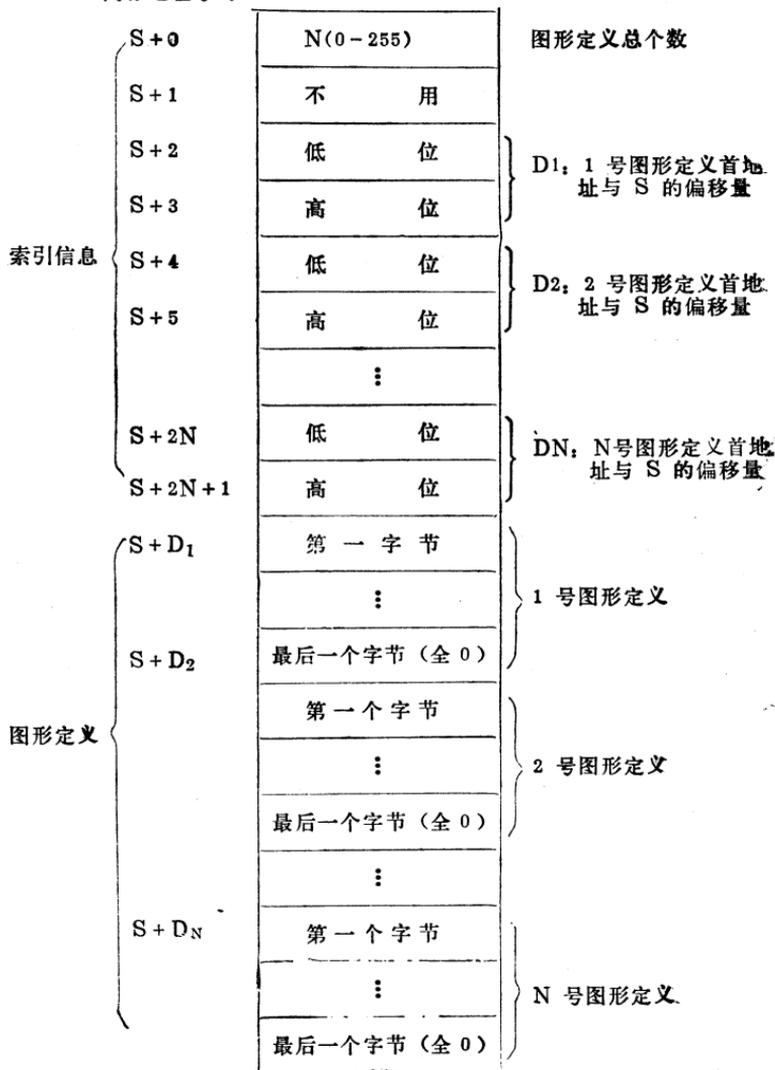 S+0 N(0-255) 图形定义总个数
S+1 不 用
S+2 低 位
D1：1 号图形定义首地
址与 S 的偏移量
S+3 高 位
索引信息
S+4 低 位
D2：2 号图形定义首地
址与 S 的偏移量
S+5 高 位
⋮
S+2N 低 位
DN：N号图形定义首地
址与 S 的偏移量
S+2N+1 高 位
S+D1 第 一 字 节
⋮
1 号图形定义
S+D2 最后一个字节（全 0）
第 一 个 字 节
图形定义
⋮
2 号图形定义
最后一个字节（全 0）
⋮
S+DN 第 一 个 字 节
⋮
N 号图形定义
最后一个字节（全 0）